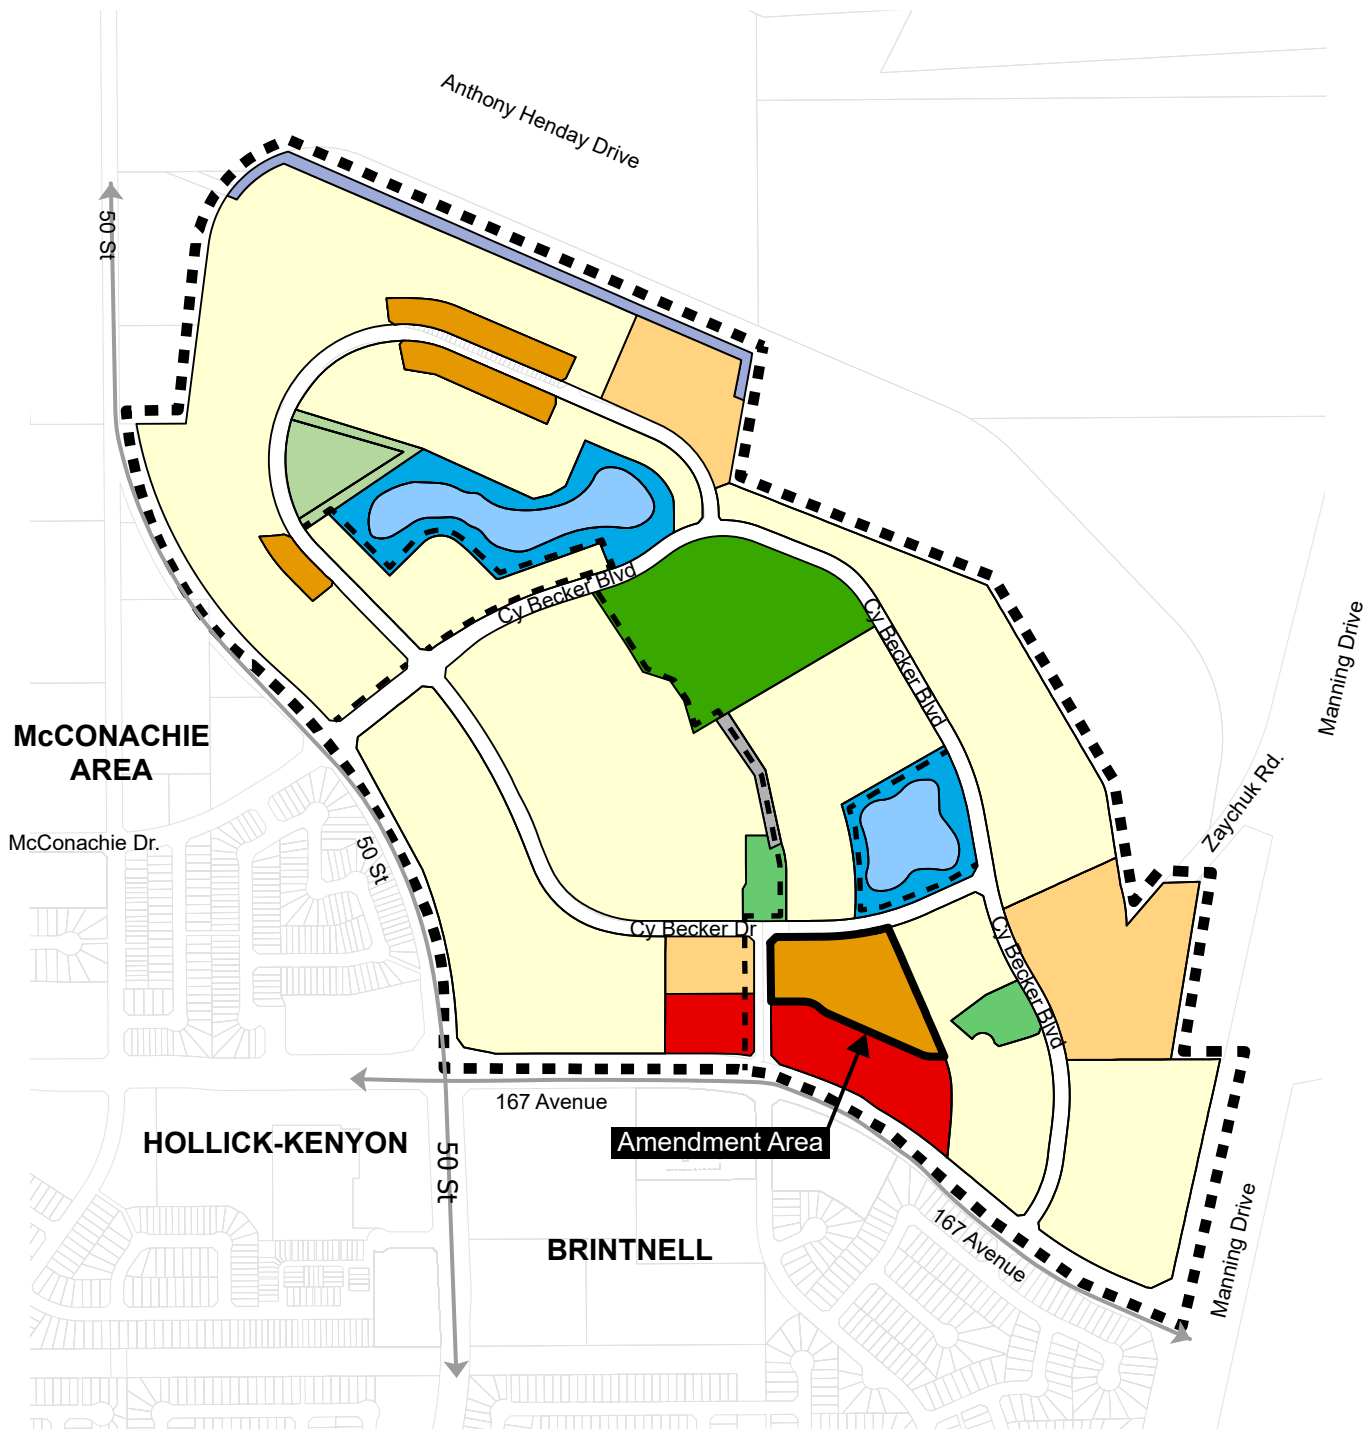 Anthony Henday Drive
50 St
Cy Becker Blvd
Cy Becker Blvd
Manning Drive
McCONACHIE
AREA
Zaychuk Rd.
McConachie Dr.
50 St
Cy Becker Dr
Cy Becker Blvd
167 Avenue
Amendment Area
HOLLICK-KENYON
50 St
BRINTNELL
167 Avenue
Manning Drive